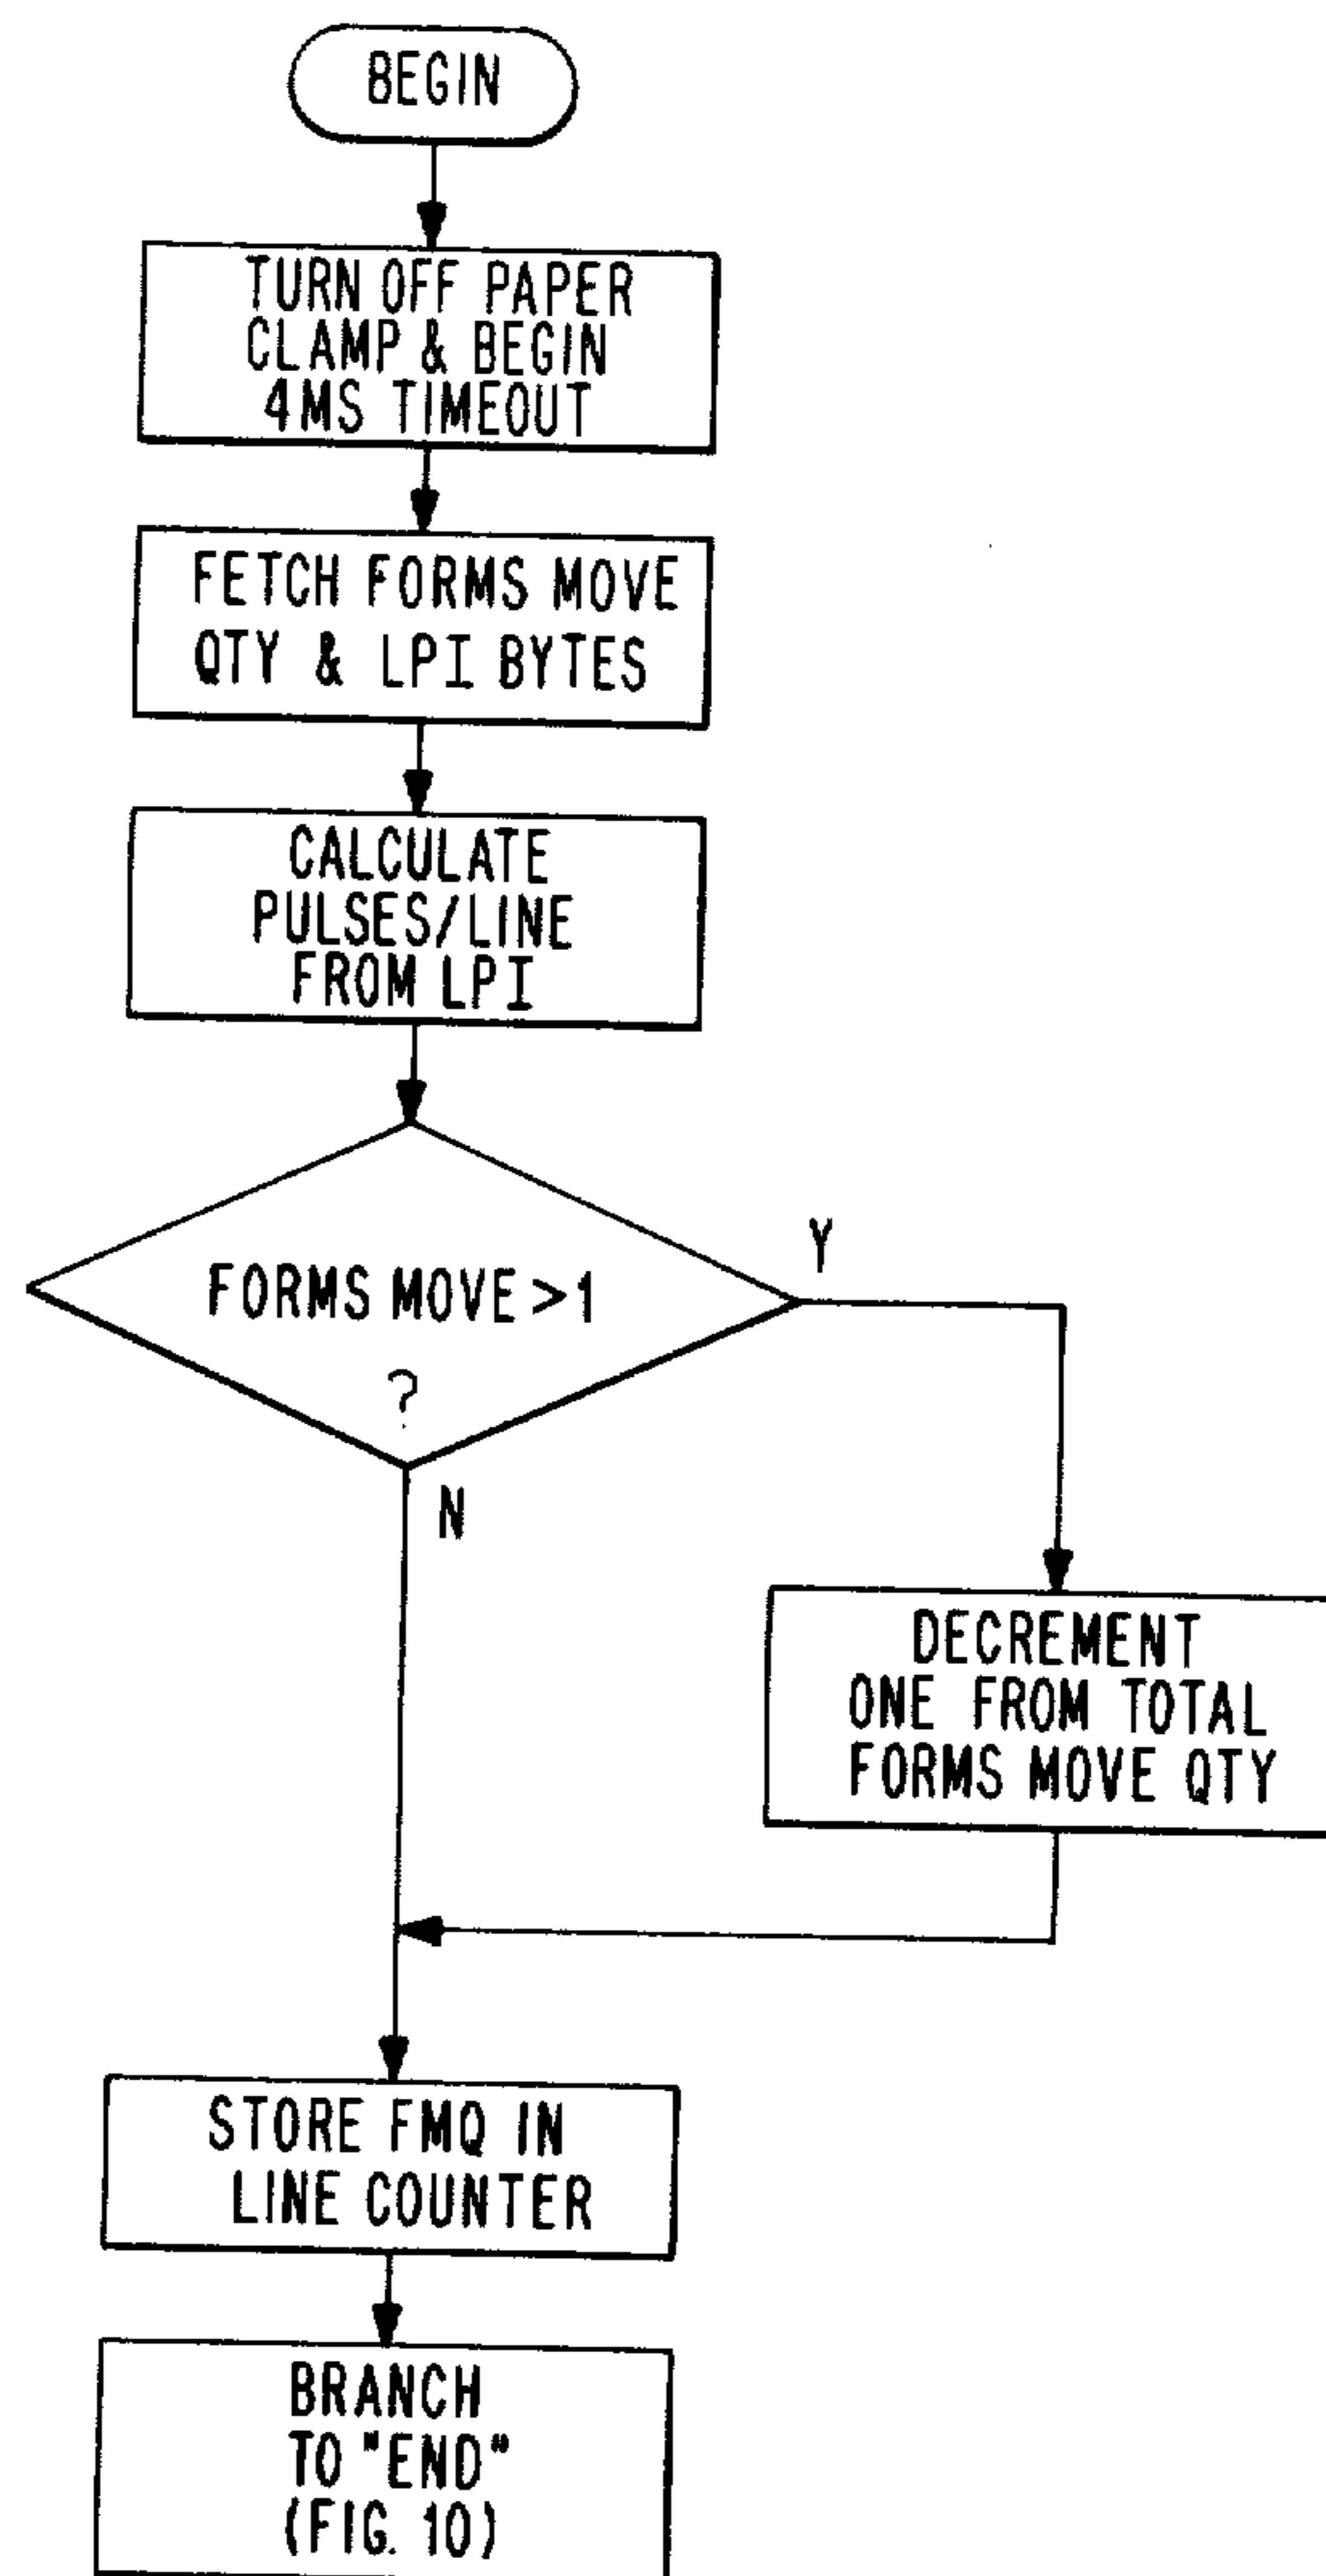 BEGIN
TURN OFF PAPER
CLAMP & BEGIN
4MS TIMEOUT
FETCH FORMS MOVE
QTY & LPI BYTES
CALCULATE
PULSES/LINE
FROM LPI
FORMS MOVE >1
?
Y
N
DECREMENT
ONE FROM TOTAL
FORMS MOVE QTY
STORE FMQ IN
LINE COUNTER
BRANCH
TO "END"
(FIG. 10)